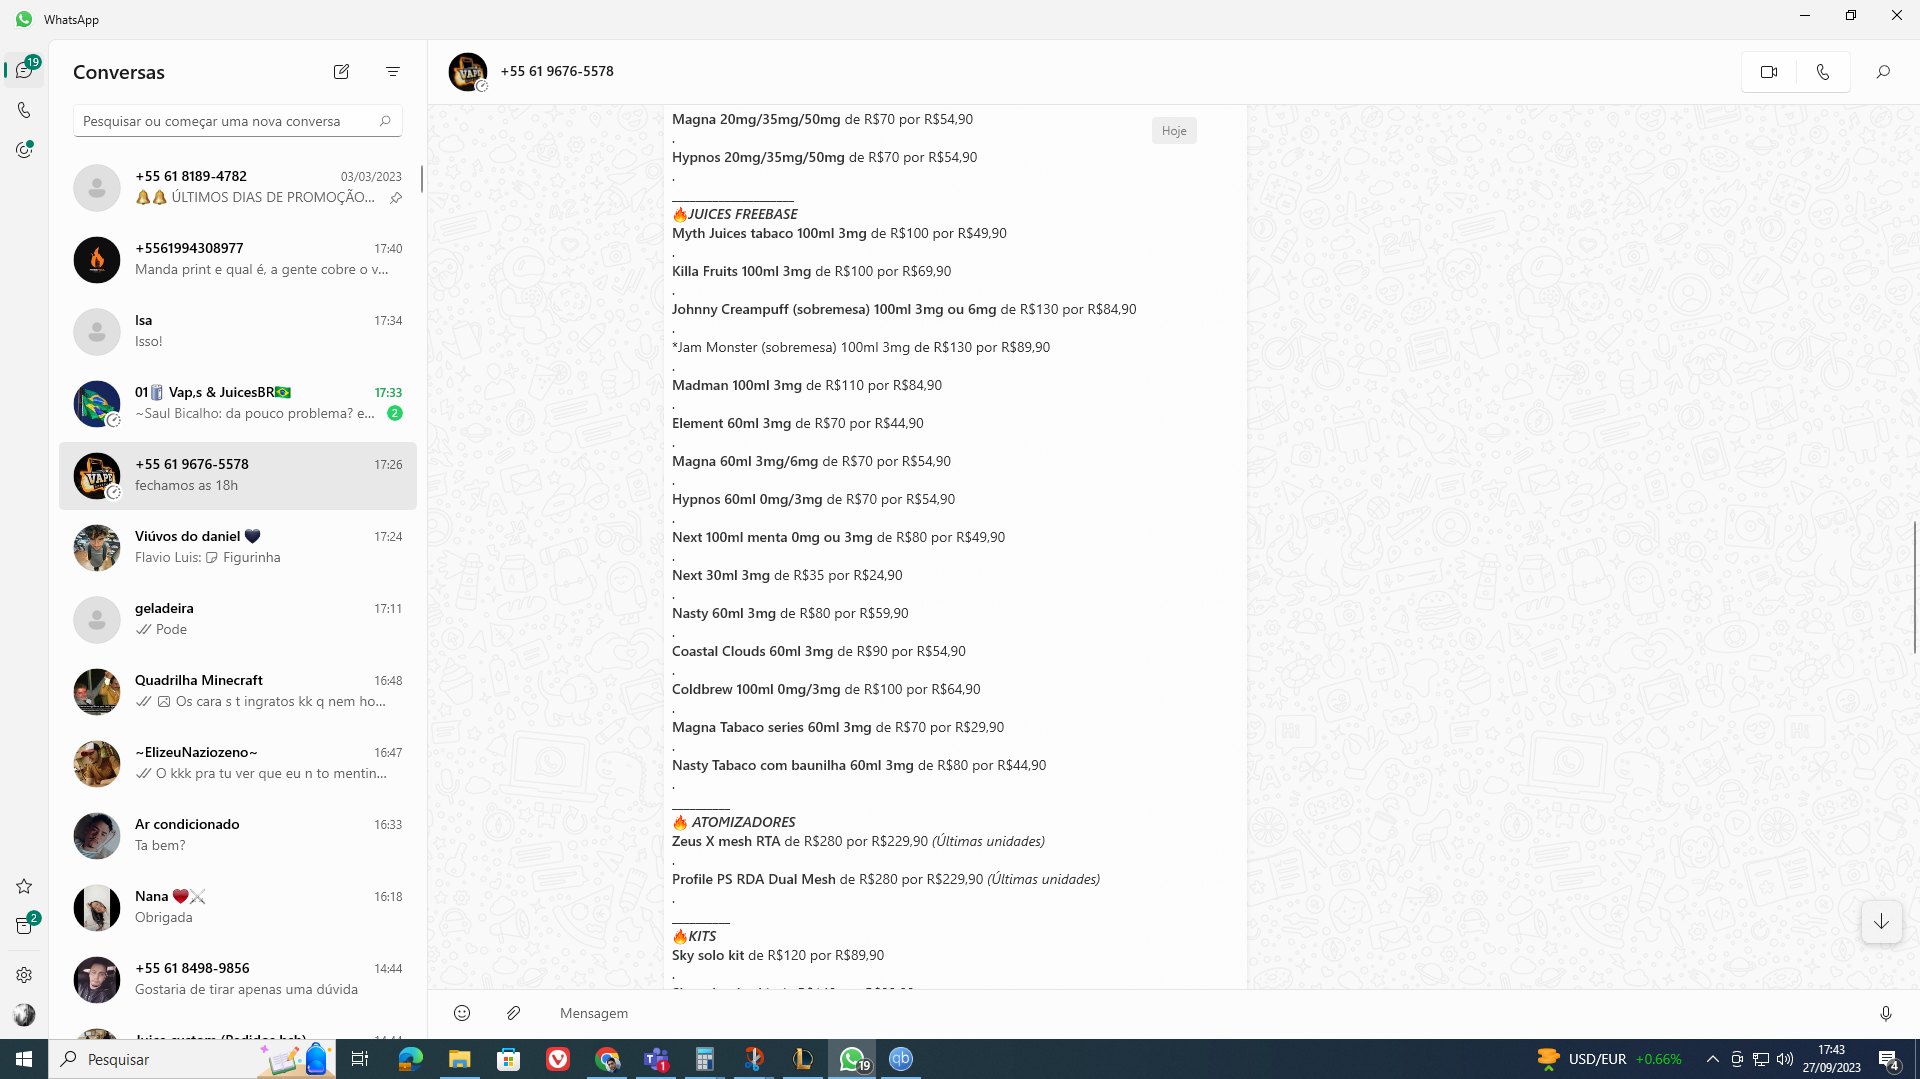 WhatsApp
19
Conversas
Pesquisar ou começar uma nova conversa
+55 61 8189-4782 03/03/2023
🔔🔔 ÚLTIMOS DIAS DE PROMOÇÃO...
+5561994308977 17:40
Manda print e qual é, a gente cobre o v...
Isa 17:34
Isso!
01🥫 Vap,s & JuicesBR🇧🇷 17:33
~Saul Bicalho: da pouco problema? e... 2
+55 61 9676-5578 17:26
fechamos as 18h
Viúvos do daniel 🖤 17:24
Flavio Luis: Figurinha
geladeira 17:11
Pode
Quadrilha Minecraft 16:48
Os cara s t ingratos kk q nem ho...
~ElizeuNaziozeno~ 16:47
O kkk pra tu ver que eu n to mentin...
Ar condicionado 16:33
Ta bem?
Nana ❤️⚔️ 16:18
Obrigada
+55 61 8498-9856 14:44
Gostaria de tirar apenas uma dúvida
2
+55 61 9676-5578
Hoje
Magna 20mg/35mg/50mg de R$70 por R$54,90
.
Hypnos 20mg/35mg/50mg de R$70 por R$54,90
.
_____________________
🔥JUICES FREEBASE
Myth Juices tabaco 100ml 3mg de R$100 por R$49,90
.
Killa Fruits 100ml 3mg de R$100 por R$69,90
.
Johnny Creampuff (sobremesa) 100ml 3mg ou 6mg de R$130 por R$84,90
.
*Jam Monster (sobremesa) 100ml 3mg de R$130 por R$89,90
.
Madman 100ml 3mg de R$110 por R$84,90
.
Element 60ml 3mg de R$70 por R$44,90
.
Magna 60ml 3mg/6mg de R$70 por R$54,90
.
Hypnos 60ml 0mg/3mg de R$70 por R$54,90
.
Next 100ml menta 0mg ou 3mg de R$80 por R$49,90
.
Next 30ml 3mg de R$35 por R$24,90
.
Nasty 60ml 3mg de R$80 por R$59,90
.
Coastal Clouds 60ml 3mg de R$90 por R$54,90
.
Coldbrew 100ml 0mg/3mg de R$100 por R$64,90
.
Magna Tabaco series 60ml 3mg de R$70 por R$29,90
.
Nasty Tabaco com baunilha 60ml 3mg de R$80 por R$44,90
.
__________
🔥 ATOMIZADORES
Zeus X mesh RTA de R$280 por R$229,90 (Últimas unidades)
.
Profile PS RDA Dual Mesh de R$280 por R$229,90 (Últimas unidades)
.
__________
🔥KITS
Sky solo kit de R$120 por R$89,90
.
Mensagem
Pesquisar
1
19
qb
USD/EUR +0.66%
17:43
27/09/2023
4